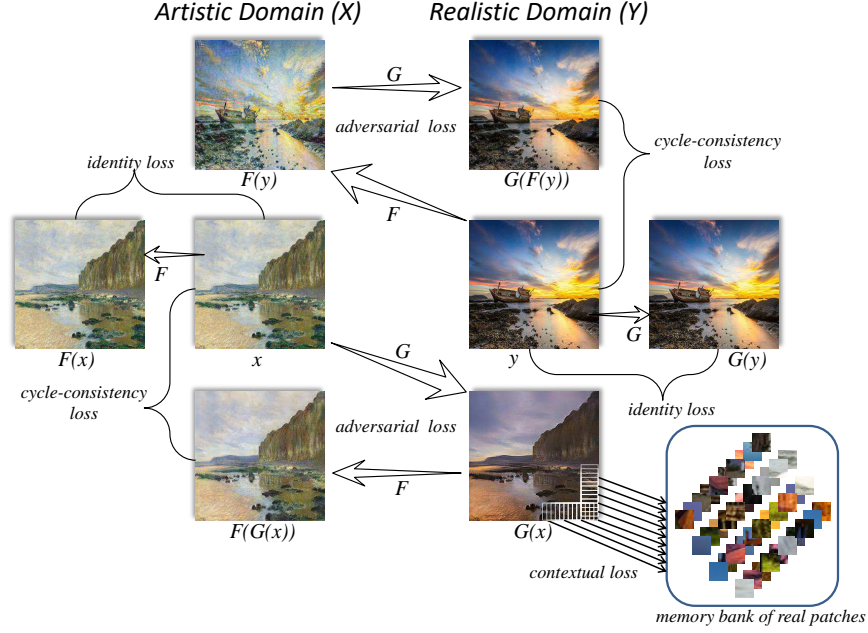 Artistic Domain (X)
Realistic Domain (Y)
G
adversarial loss
cycle-consistency
loss
identity loss
F(y)
G(F(y))
F
F
G
F(x)
x
y
G(y)
G
cycle-consistency
loss
identity loss
adversarial loss
F
F(G(x))
G(x)
contextual loss
memory bank of real patches